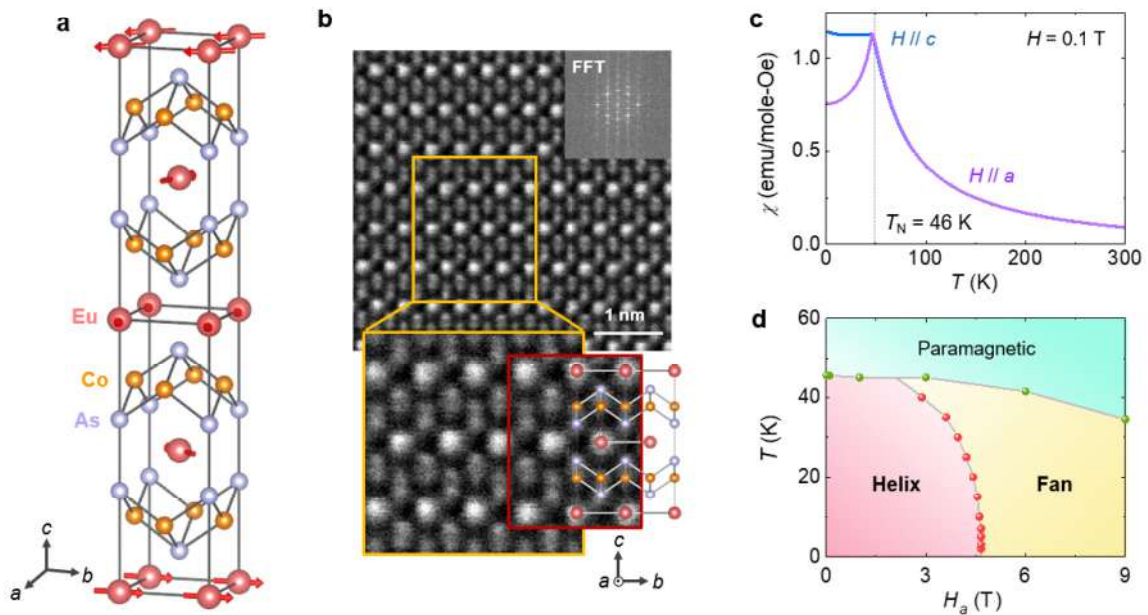 a
Eu
Co
As
c
a
b
b
FFT
1 nm
c
a
b
c
H // c
H = 0.1 T
H // a
T_N = 46 K
χ (emu/mole-Oe)
1.0
0.5
0.0
0
100
200
300
T (K)
d
60
40
20
0
T (K)
Paramagnetic
Helix
Fan
0
3
6
9
H_a (T)